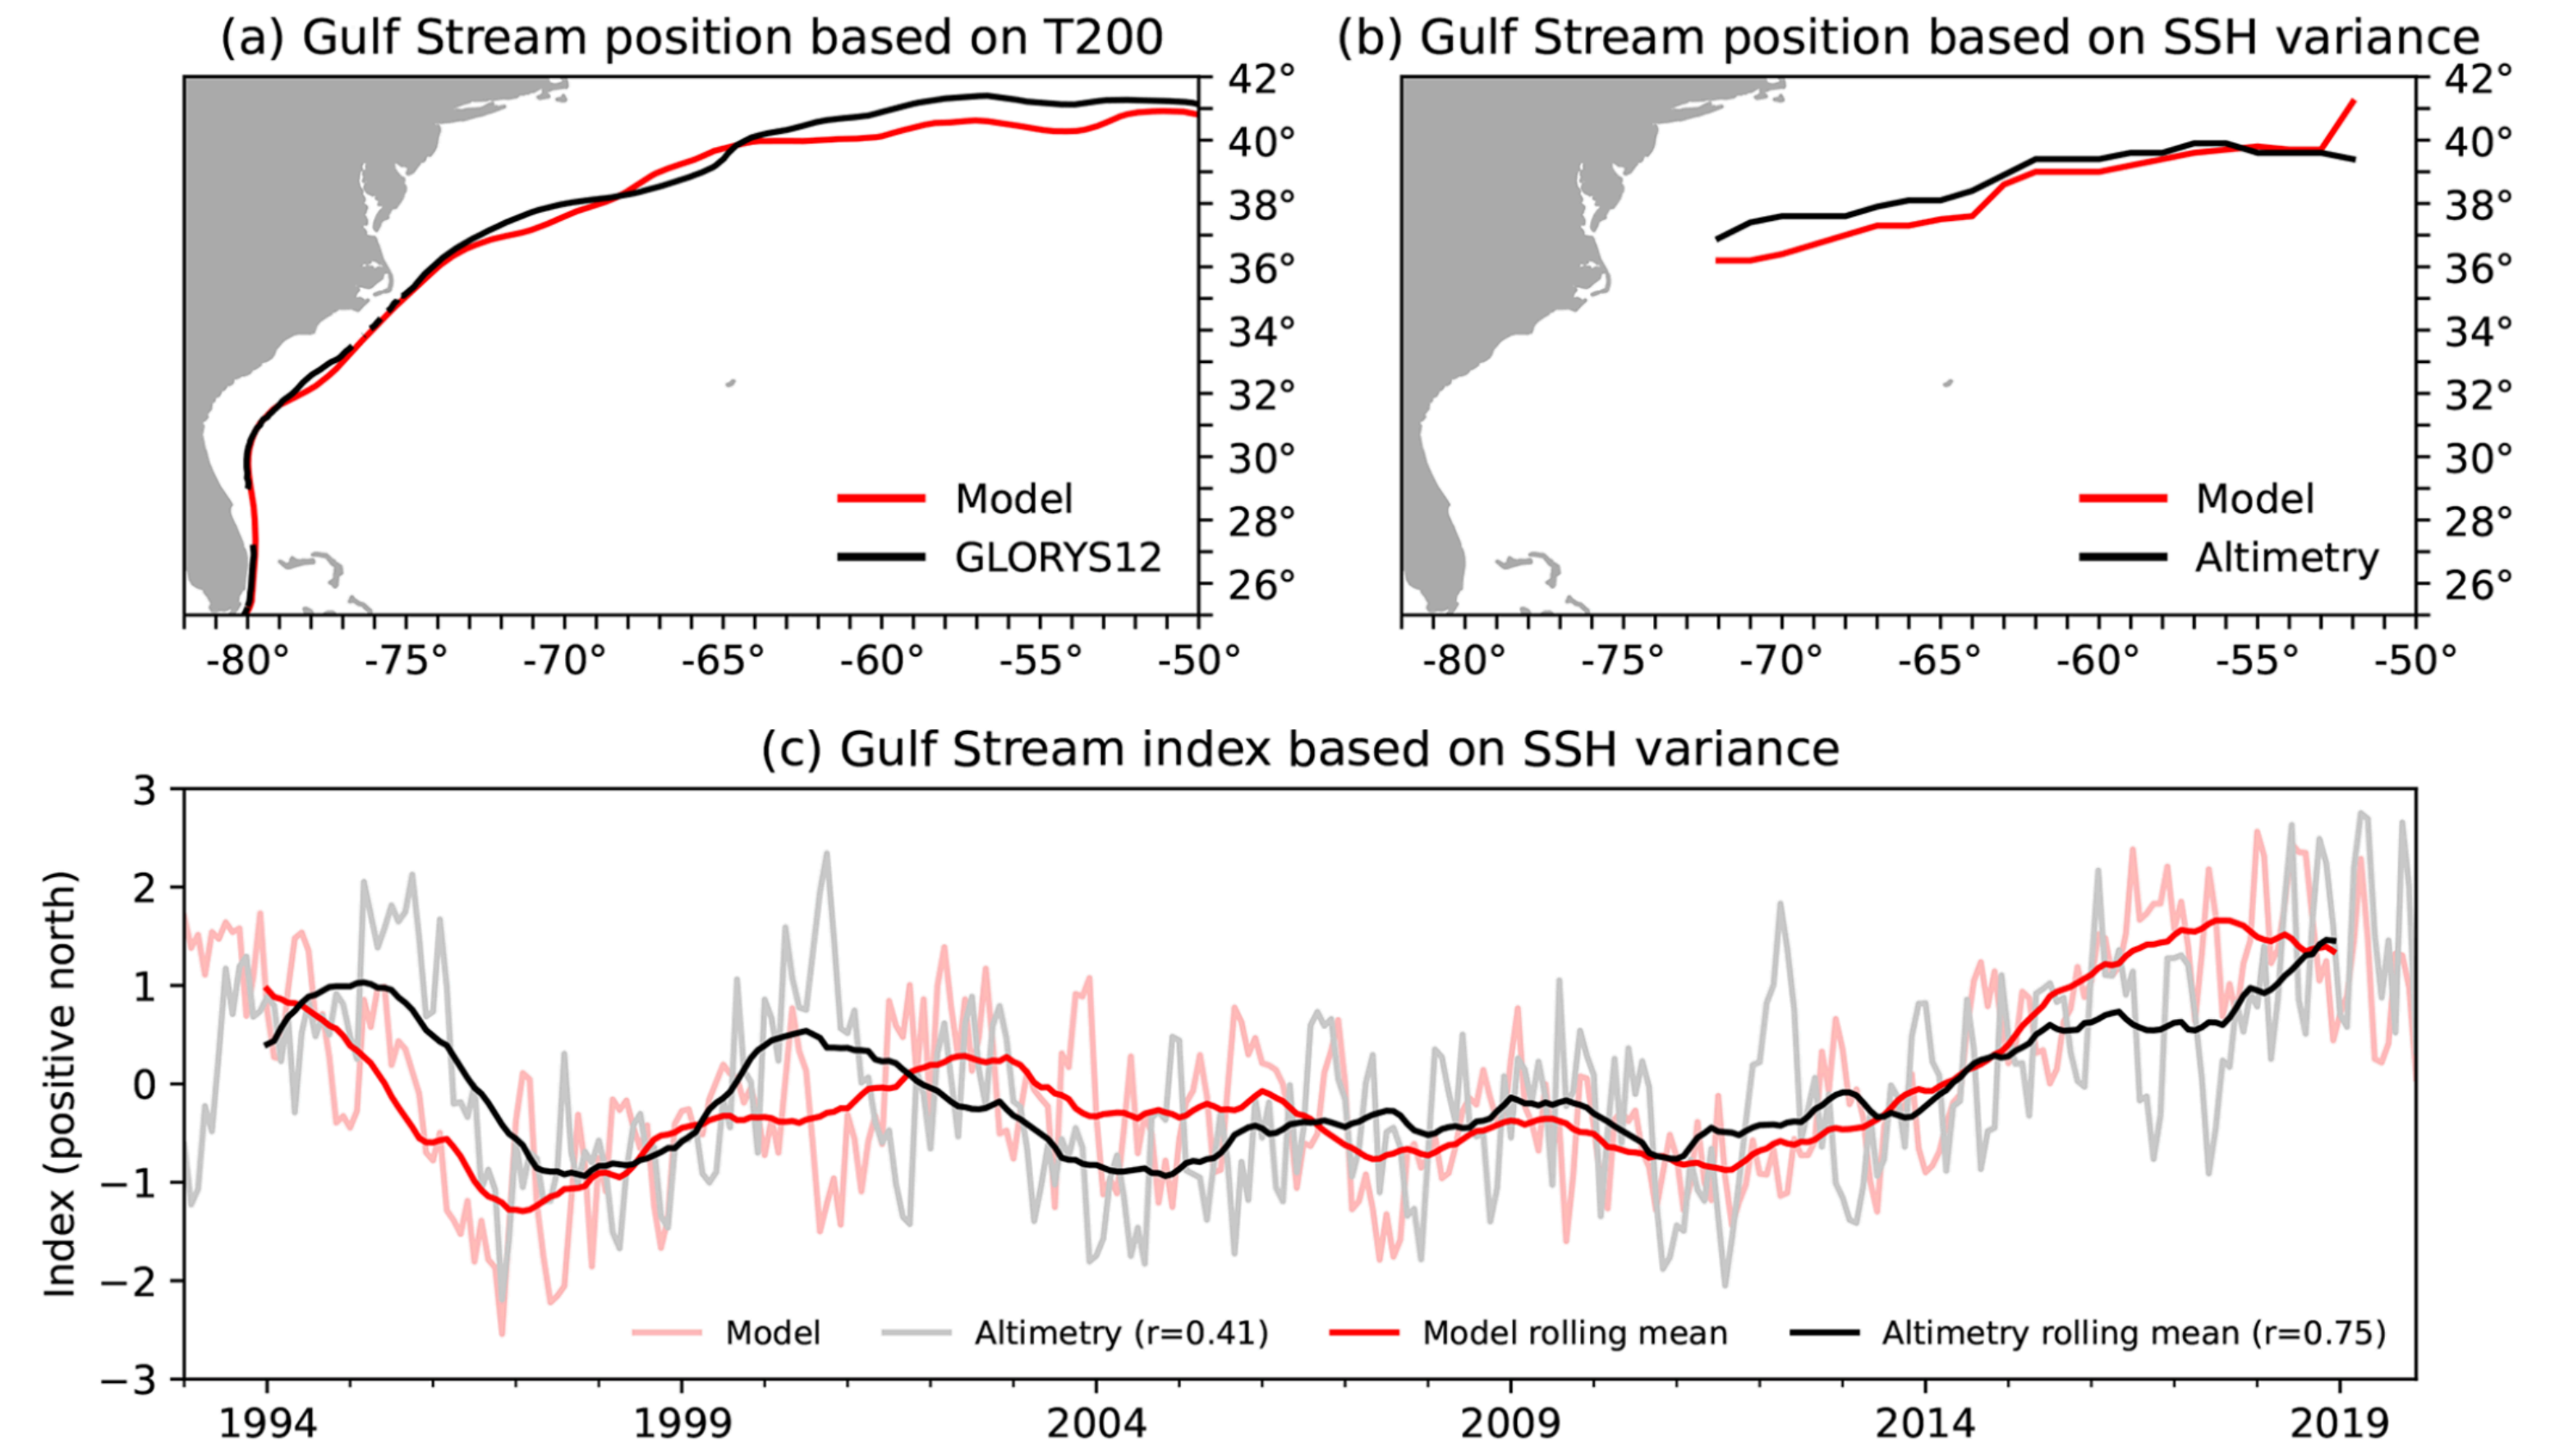 (a) Gulf Stream position based on T200
(b) Gulf Stream position based on SSH variance
42°
40°
38°
36°
34°
32°
30°
28°
26°
-80° -75° -70° -65° -60° -55° -50°
Model
GLORYS12
42°
40°
38°
36°
34°
32°
30°
28°
26°
-80° -75° -70° -65° -60° -55° -50°
Model
Altimetry
(c) Gulf Stream index based on SSH variance
Index (positive north)
3
2
1
0
−1
−2
−3
Model Altimetry (r=0.41) Model rolling mean Altimetry rolling mean (r=0.75)
1994 1999 2004 2009 2014 2019